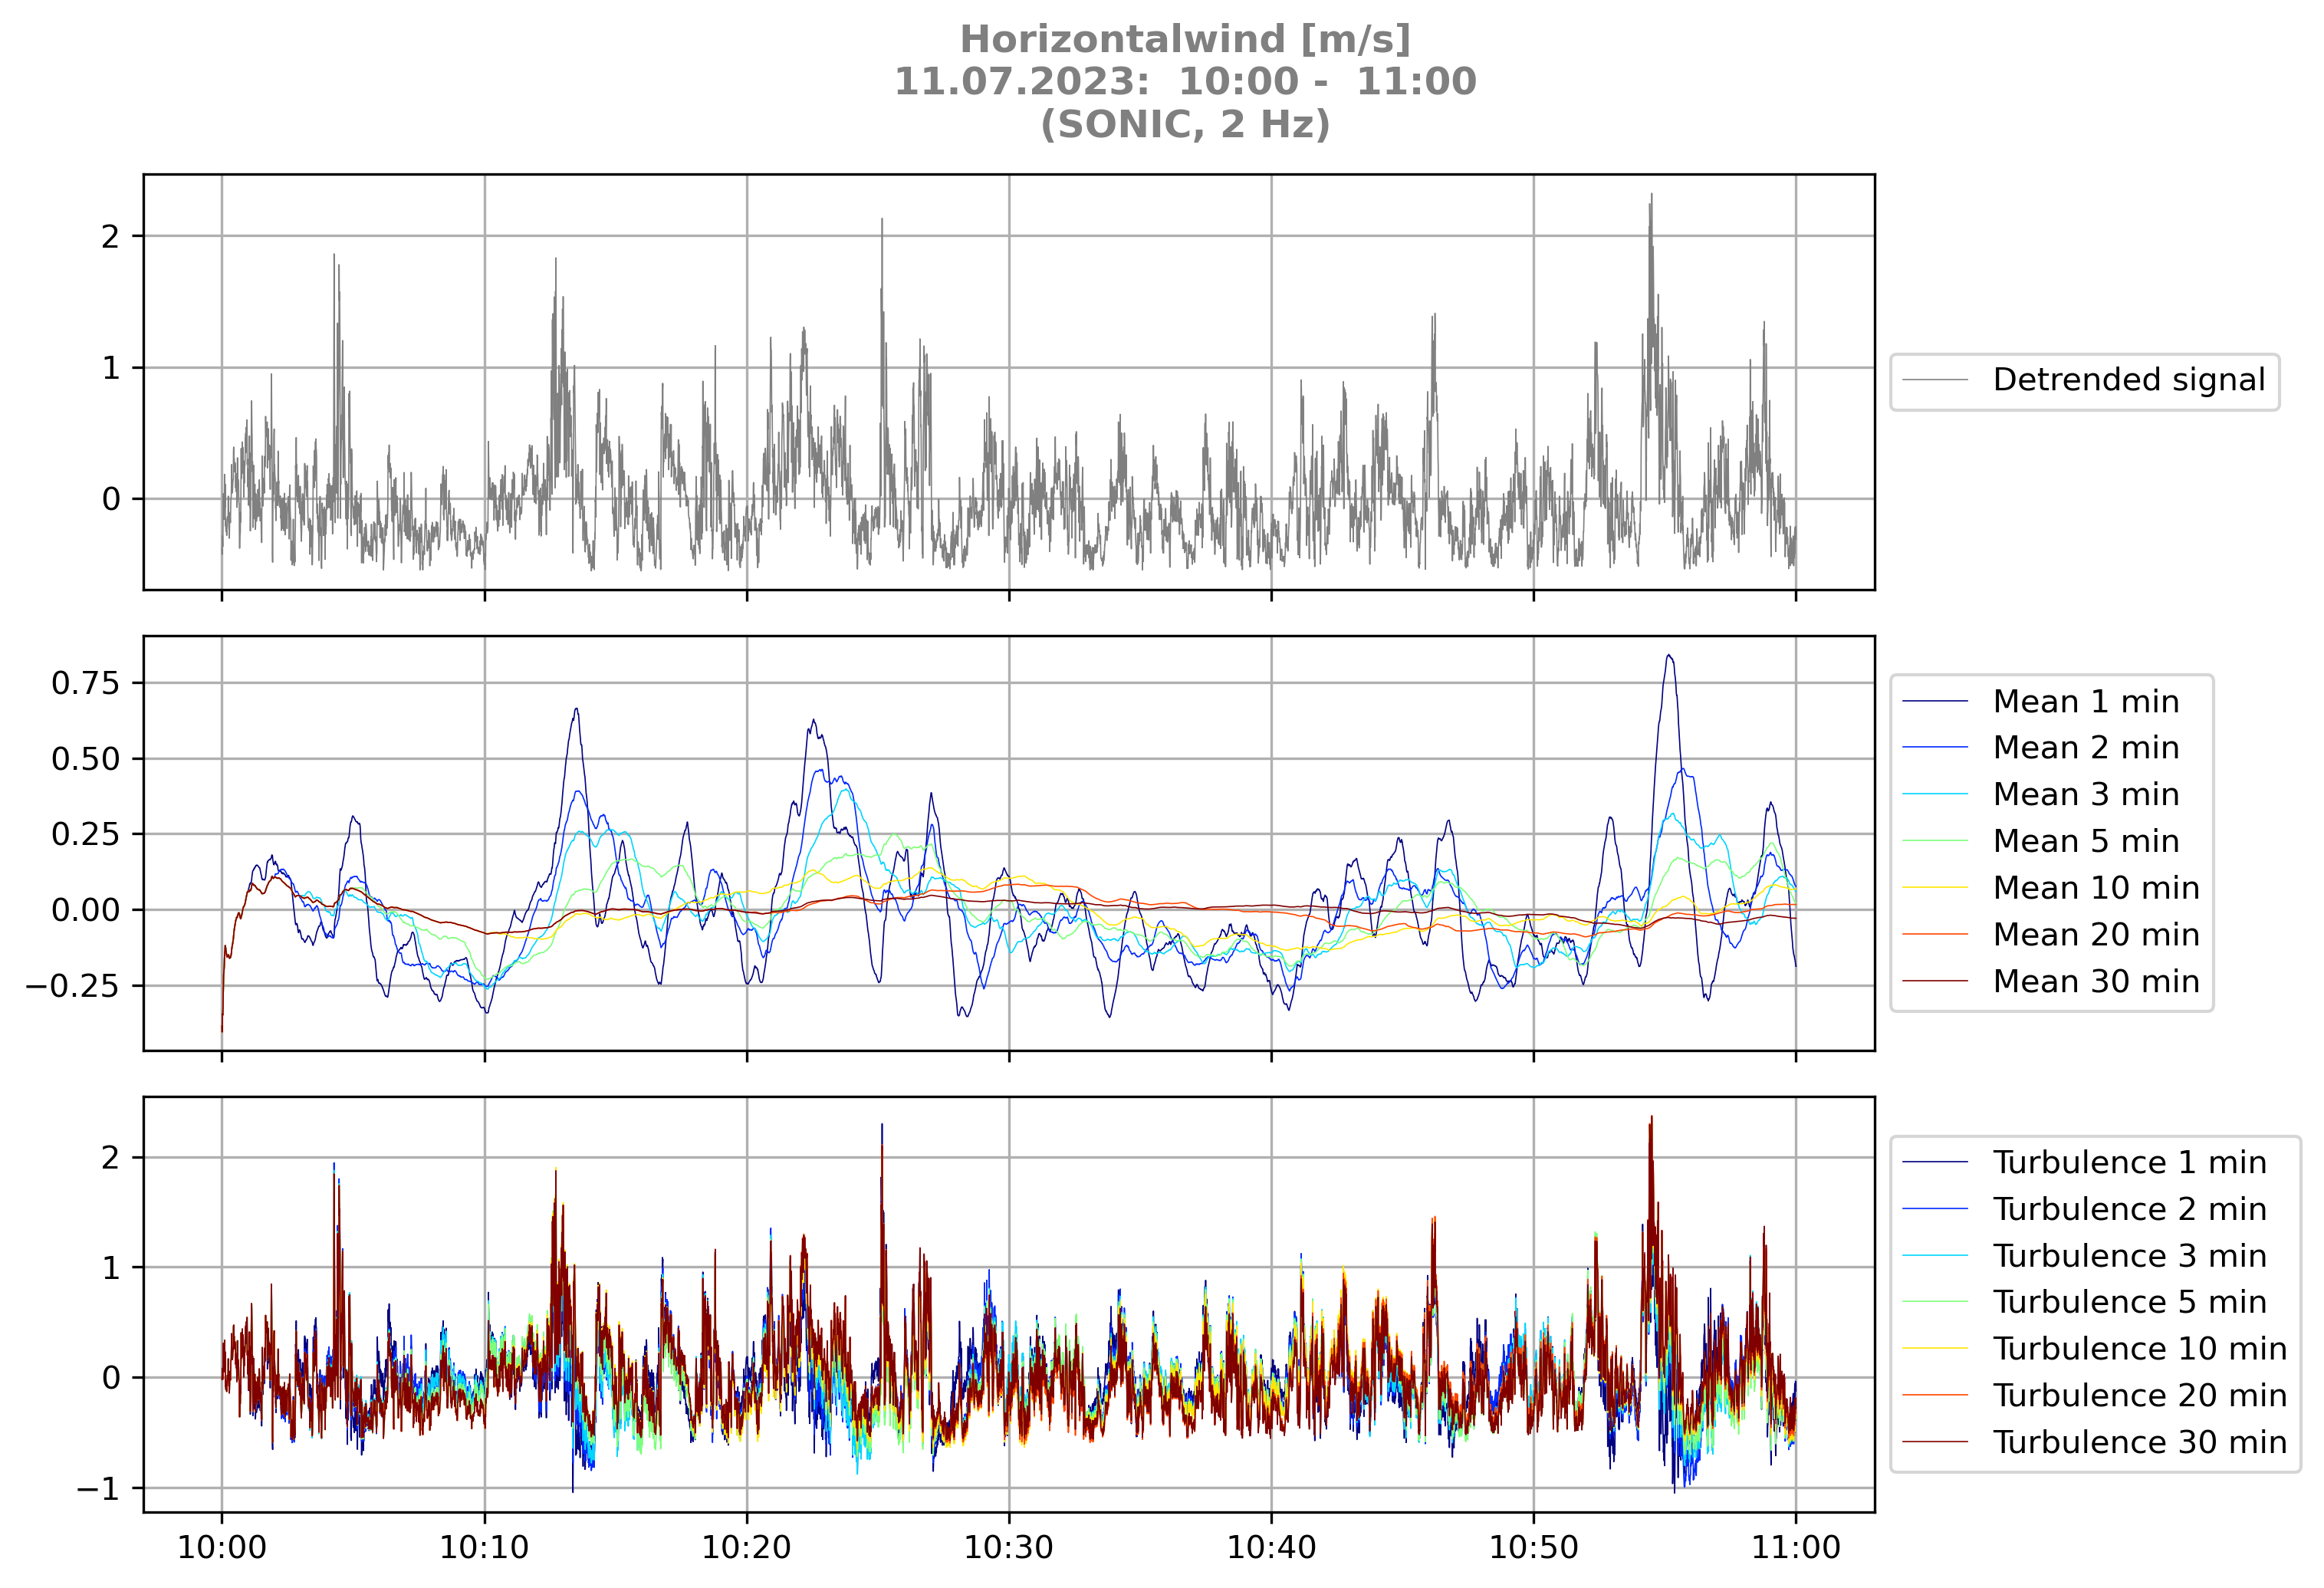 Horizontalwind [m/s]
11.07.2023:  10:00 -  11:00
(SONIC, 2 Hz)
2
1
0
Detrended signal
0.75
0.50
0.25
0.00
−0.25
Mean 1 min
Mean 2 min
Mean 3 min
Mean 5 min
Mean 10 min
Mean 20 min
Mean 30 min
2
1
0
−1
Turbulence 1 min
Turbulence 2 min
Turbulence 3 min
Turbulence 5 min
Turbulence 10 min
Turbulence 20 min
Turbulence 30 min
10:00 10:10 10:20 10:30 10:40 10:50 11:00